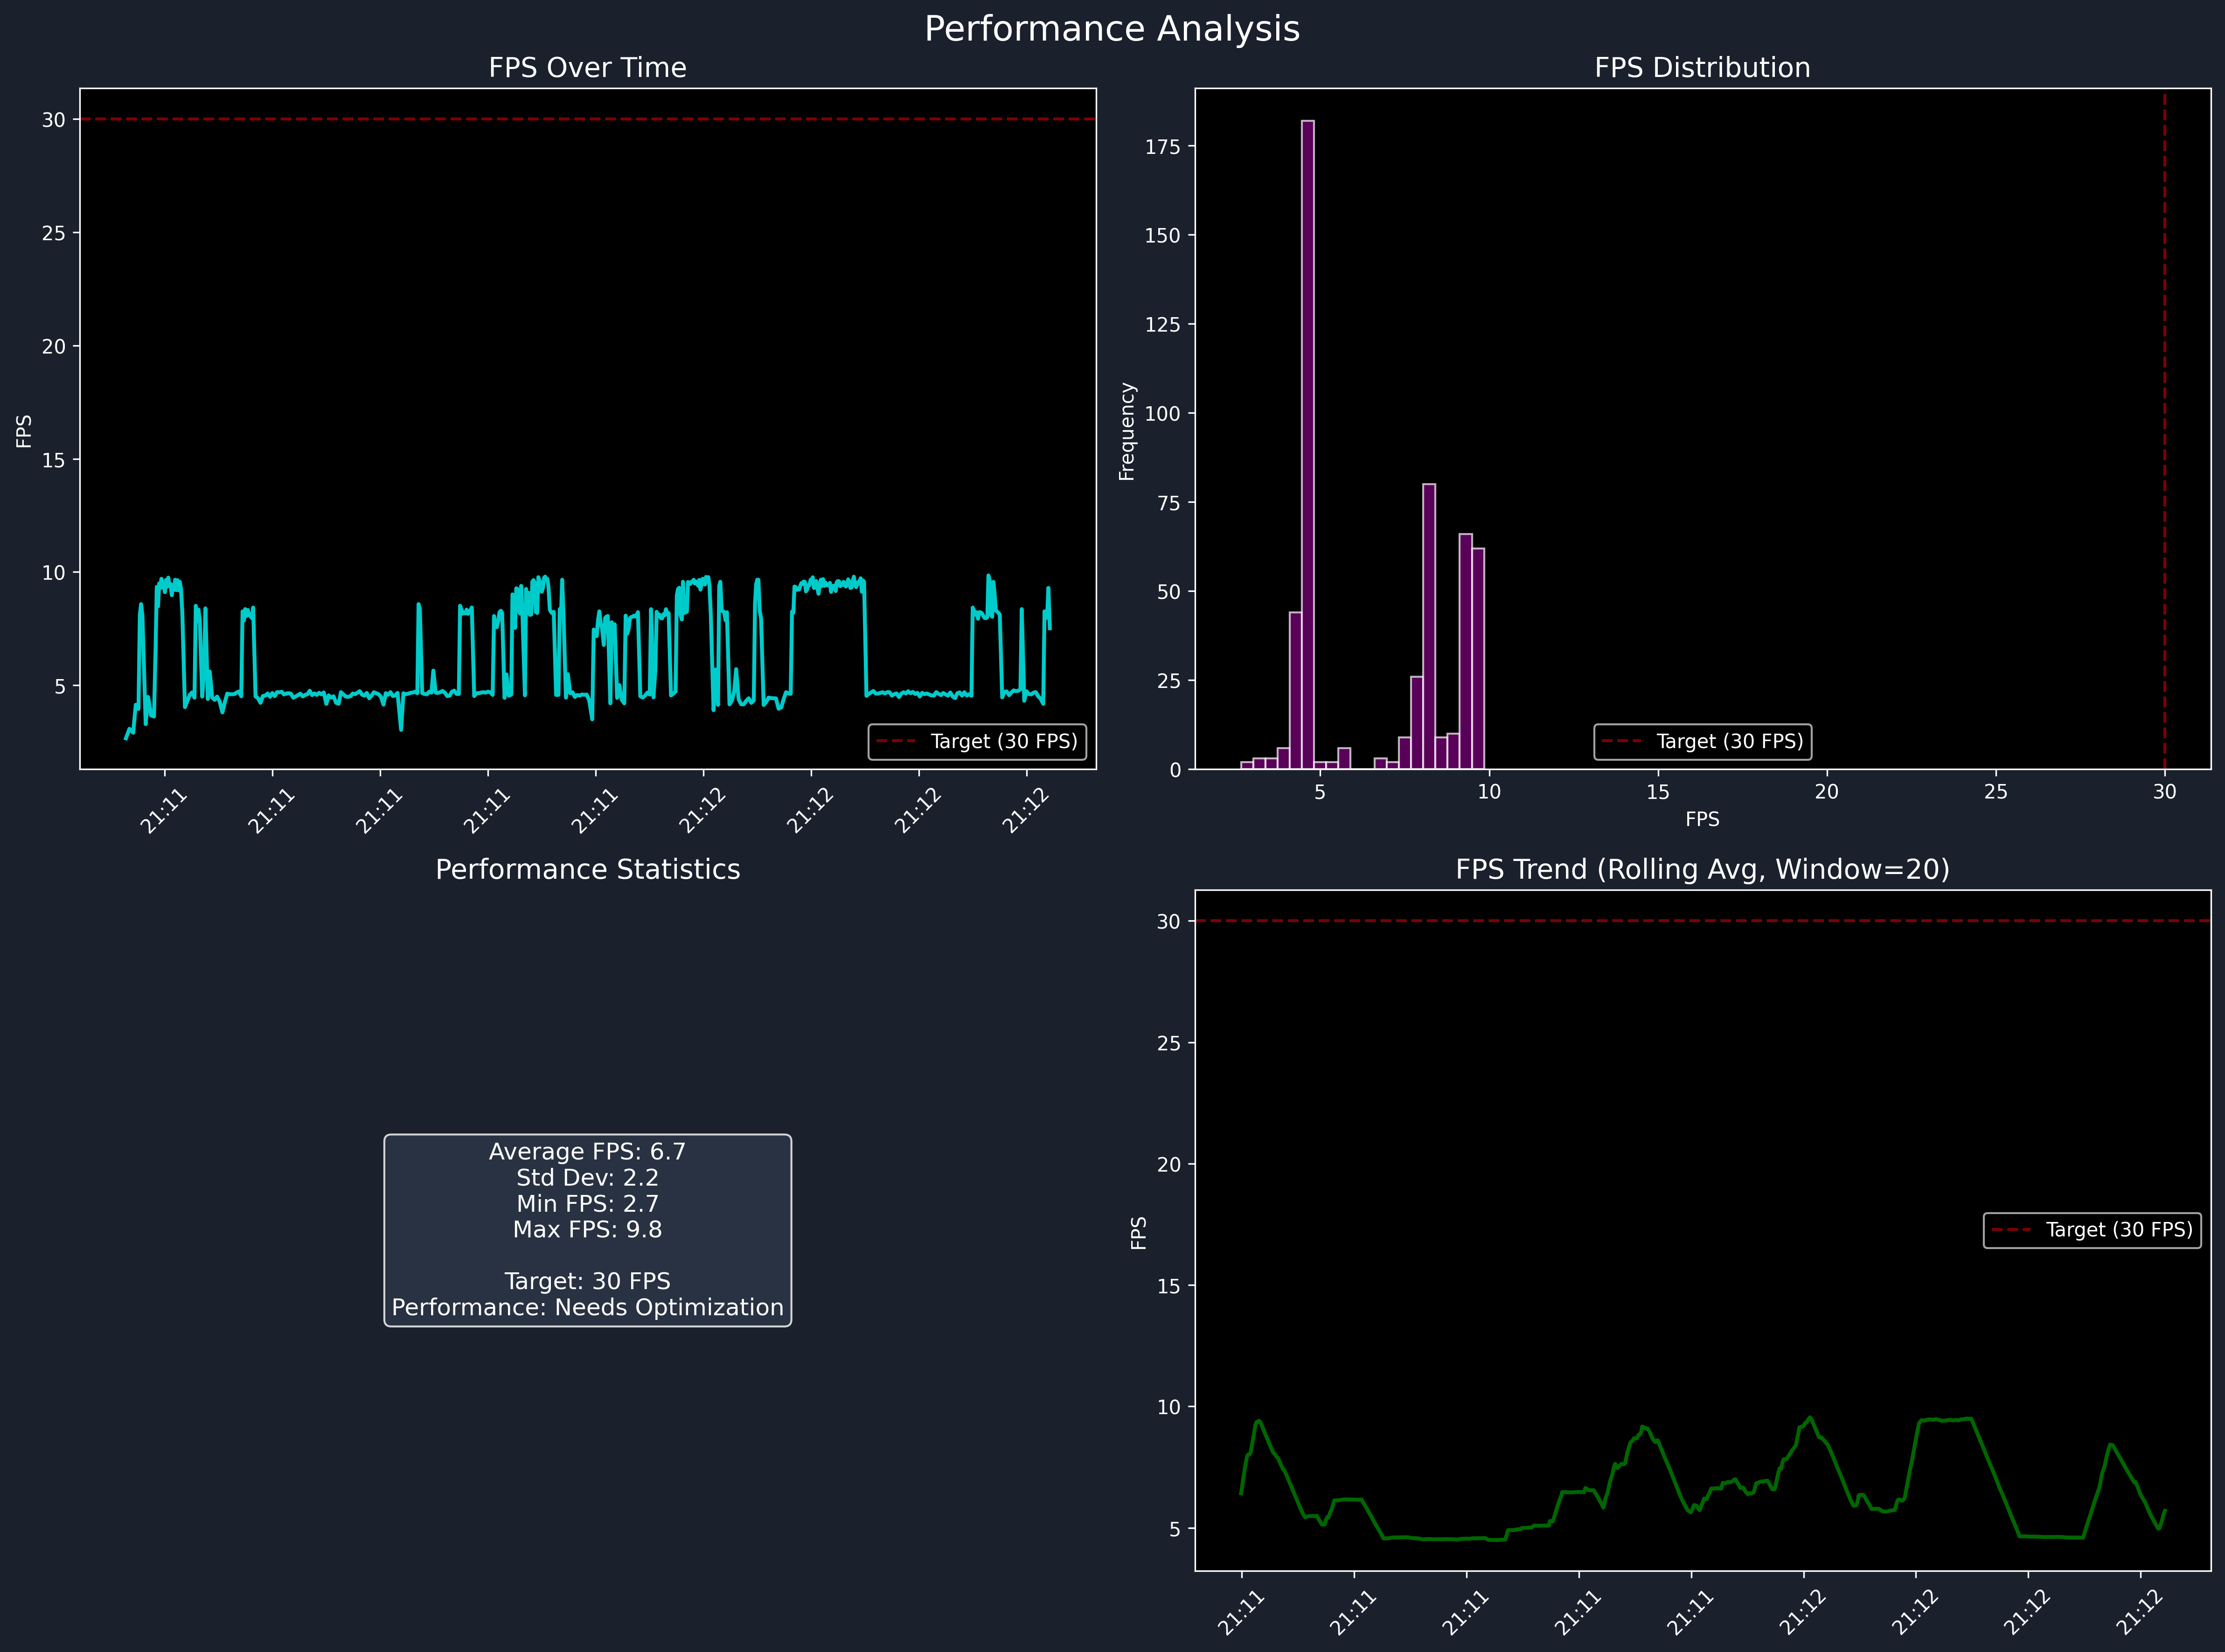 Performance Analysis
FPS Over Time
FPS
30
25
20
15
10
5
Target (30 FPS)
21:11
21:11
21:11
21:11
21:11
21:12
21:12
21:12
21:12
FPS Distribution
Frequency
175
150
125
100
75
50
25
0
Target (30 FPS)
5
10
15
20
25
30
FPS
Performance Statistics
Average FPS: 6.7
Std Dev: 2.2
Min FPS: 2.7
Max FPS: 9.8
Target: 30 FPS
Performance: Needs Optimization
FPS Trend (Rolling Avg, Window=20)
FPS
30
25
20
15
10
5
Target (30 FPS)
21:11
21:11
21:11
21:11
21:11
21:12
21:12
21:12
21:12